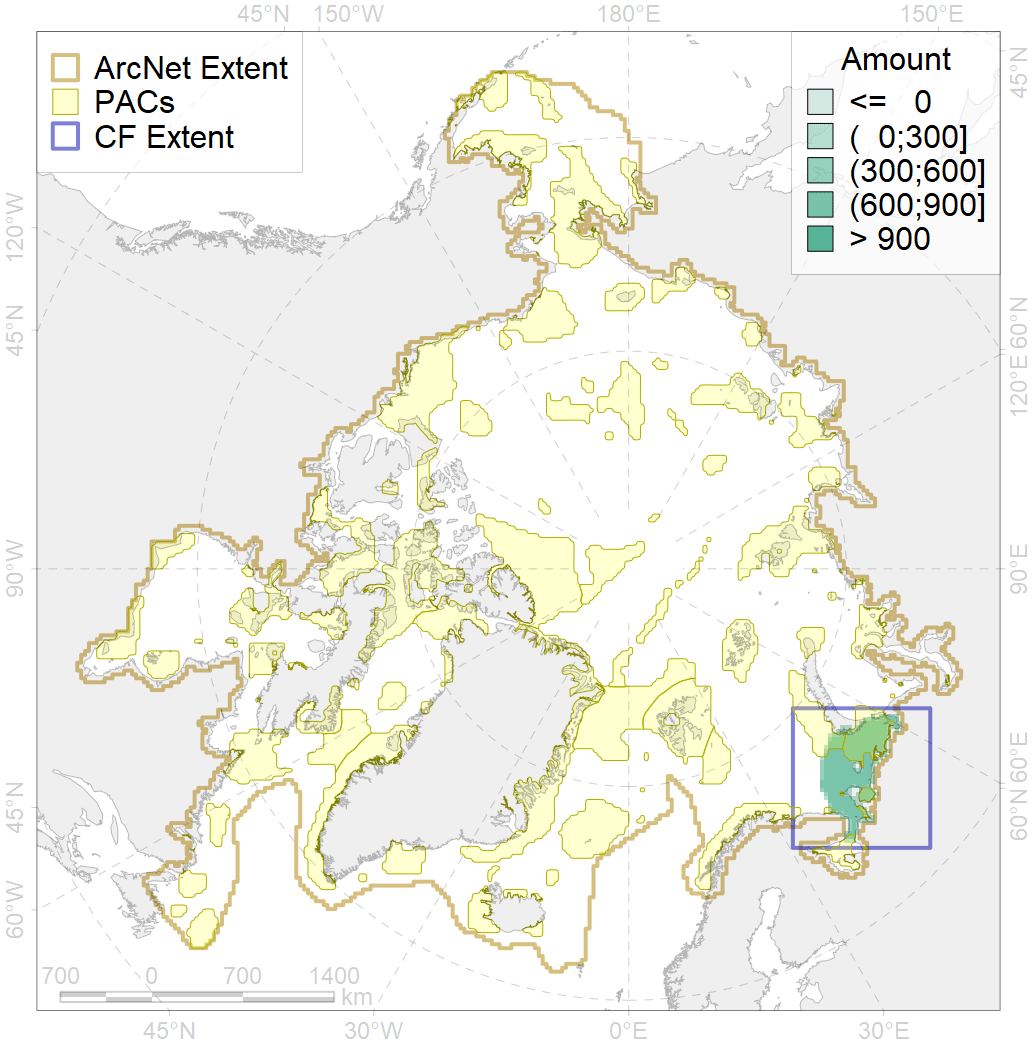 45°N 150°W 180°E 150°E
ArcNet Extent
PACs
CF Extent
Amount
<= 0
( 0;300]
(300;600]
(600;900]
> 900
45°N
120°W
60°N
45°N
120°E
90°W
90°E
60°E
45°N
60°N
60°W
700 0 700 1400
km
45°N 30°W 0°E 30°E